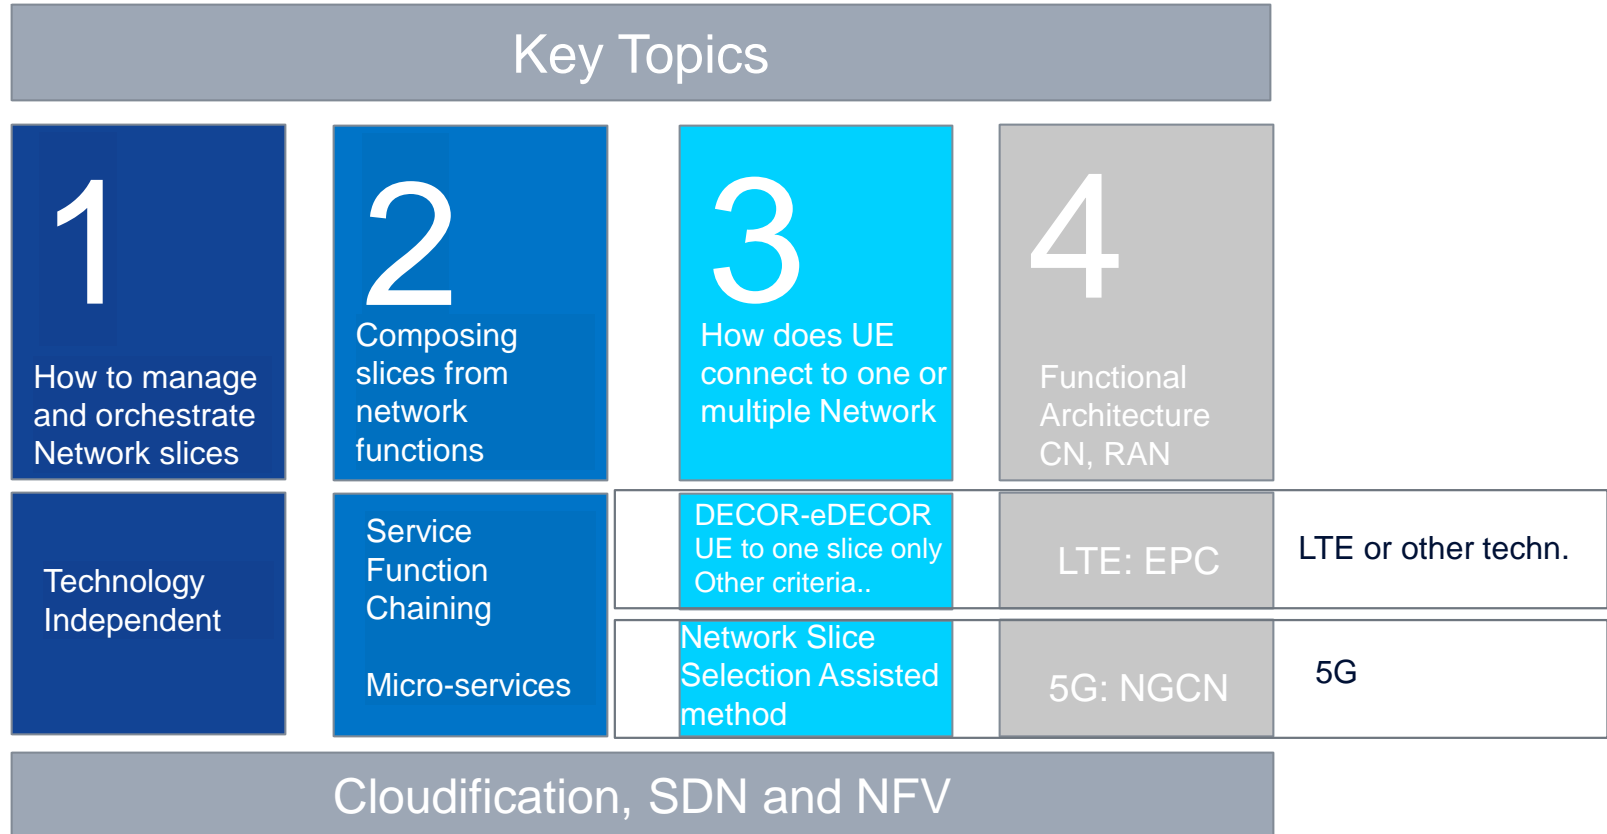 Key Topics
1
How to manage
and orchestrate
Network slices
2
Composing
slices from
network
functions
3
How does UE
connect to one or
multiple Network
4
Functional
Architecture
CN, RAN
Technology
Independent
Service
Function
Chaining
Micro-services
DECOR-eDECOR
UE to one slice only
Other criteria..
LTE: EPC
LTE or other techn.
Network Slice
Selection Assisted
method
5G: NGCN
5G
Cloudification, SDN and NFV